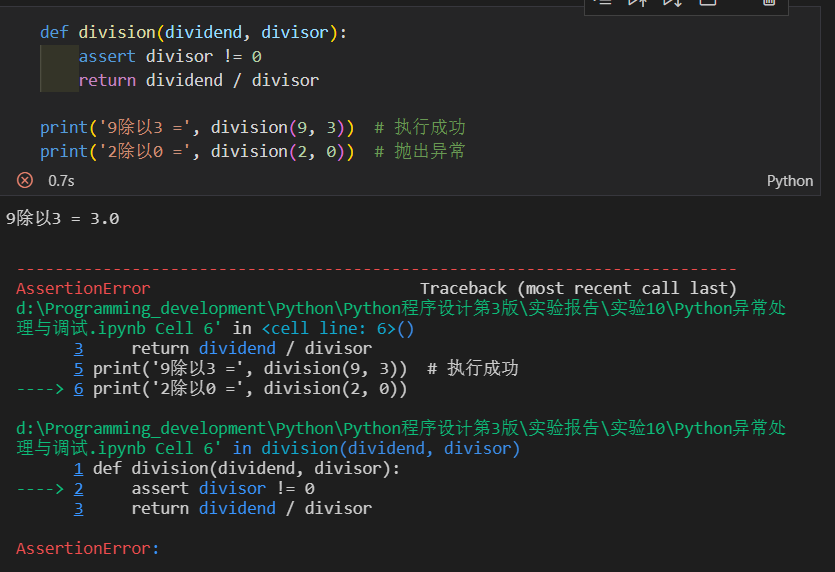 def division(dividend, divisor):
    assert divisor != 0
    return dividend / divisor
print('9除以3 =', division(9, 3))  # 执行成功
print('2除以0 =', division(2, 0))  # 抛出异常
0.7s
Python
9除以3 = 3.0
---------------------------------------------------------------------------
AssertionError                            Traceback (most recent call last)
d:\Programming_development\Python\Python程序设计第3版\实验报告\实验10\Python异常处
理与调试.ipynb Cell 6' in <cell line: 6>()
      3     return dividend / divisor
      5 print('9除以3 =', division(9, 3))  # 执行成功
----> 6 print('2除以0 =', division(2, 0))
d:\Programming_development\Python\Python程序设计第3版\实验报告\实验10\Python异常处
理与调试.ipynb Cell 6' in division(dividend, divisor)
      1 def division(dividend, divisor):
----> 2     assert divisor != 0
      3     return dividend / divisor
AssertionError: